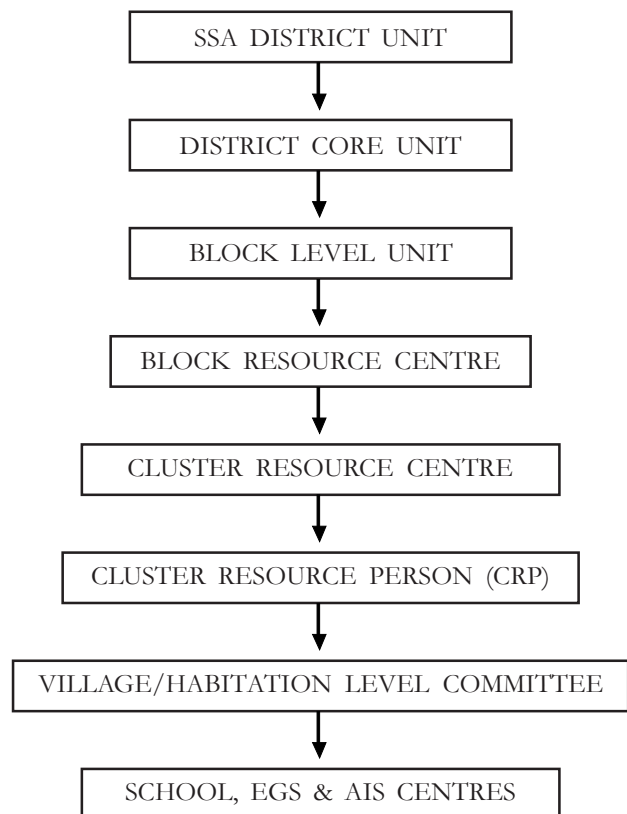 SSA DISTRICT UNIT
DISTRICT CORE UNIT
BLOCK LEVEL UNIT
BLOCK RESOURCE CENTRE
CLUSTER RESOURCE CENTRE
CLUSTER RESOURCE PERSON (CRP)
VILLAGE/HABITATION LEVEL COMMITTEE
SCHOOL, EGS & AIS CENTRES